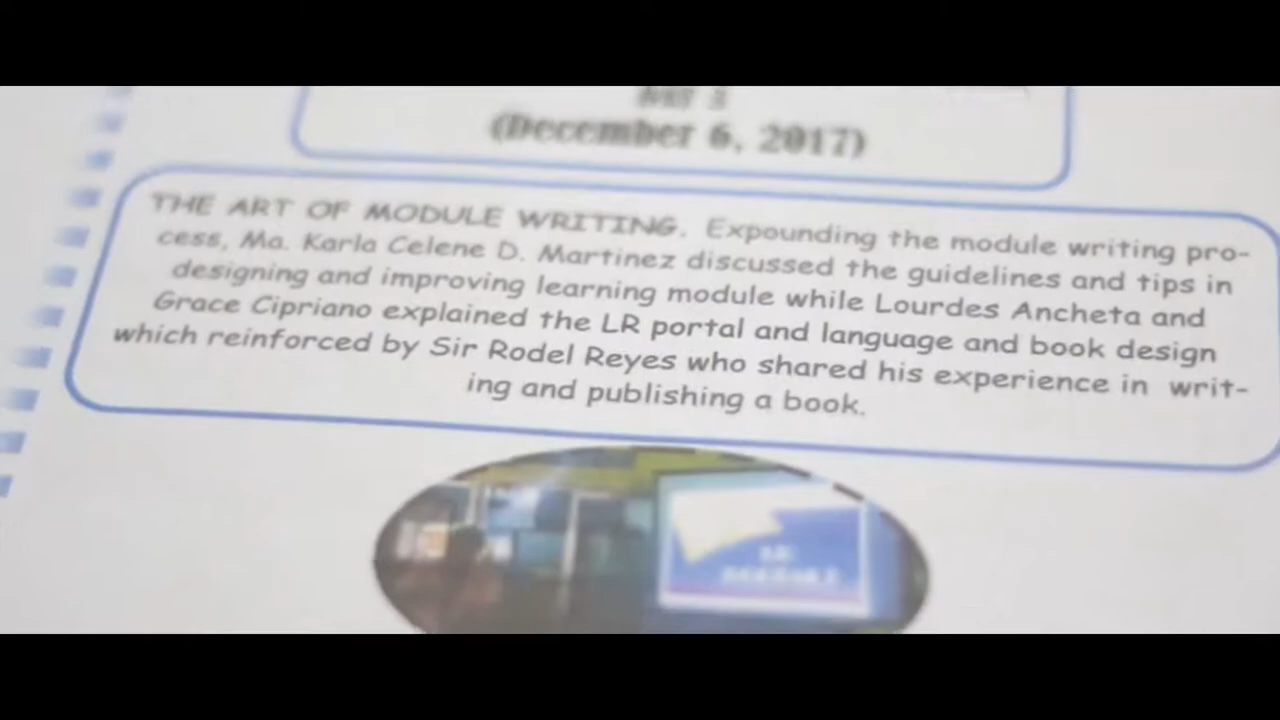 (December 6, 2017)
THE ART OF MODULE WRITING. Expounding the module writing pro-
cess, Ma. Karla Celene D. Martinez discussed the guidelines and tips in
designing and improving learning module while Lourdes Ancheta and
Grace Cipriano explained the LR portal and language and book design
which reinforced by Sir Rodel Reyes who shared his experience in writ-
ing and publishing a book.